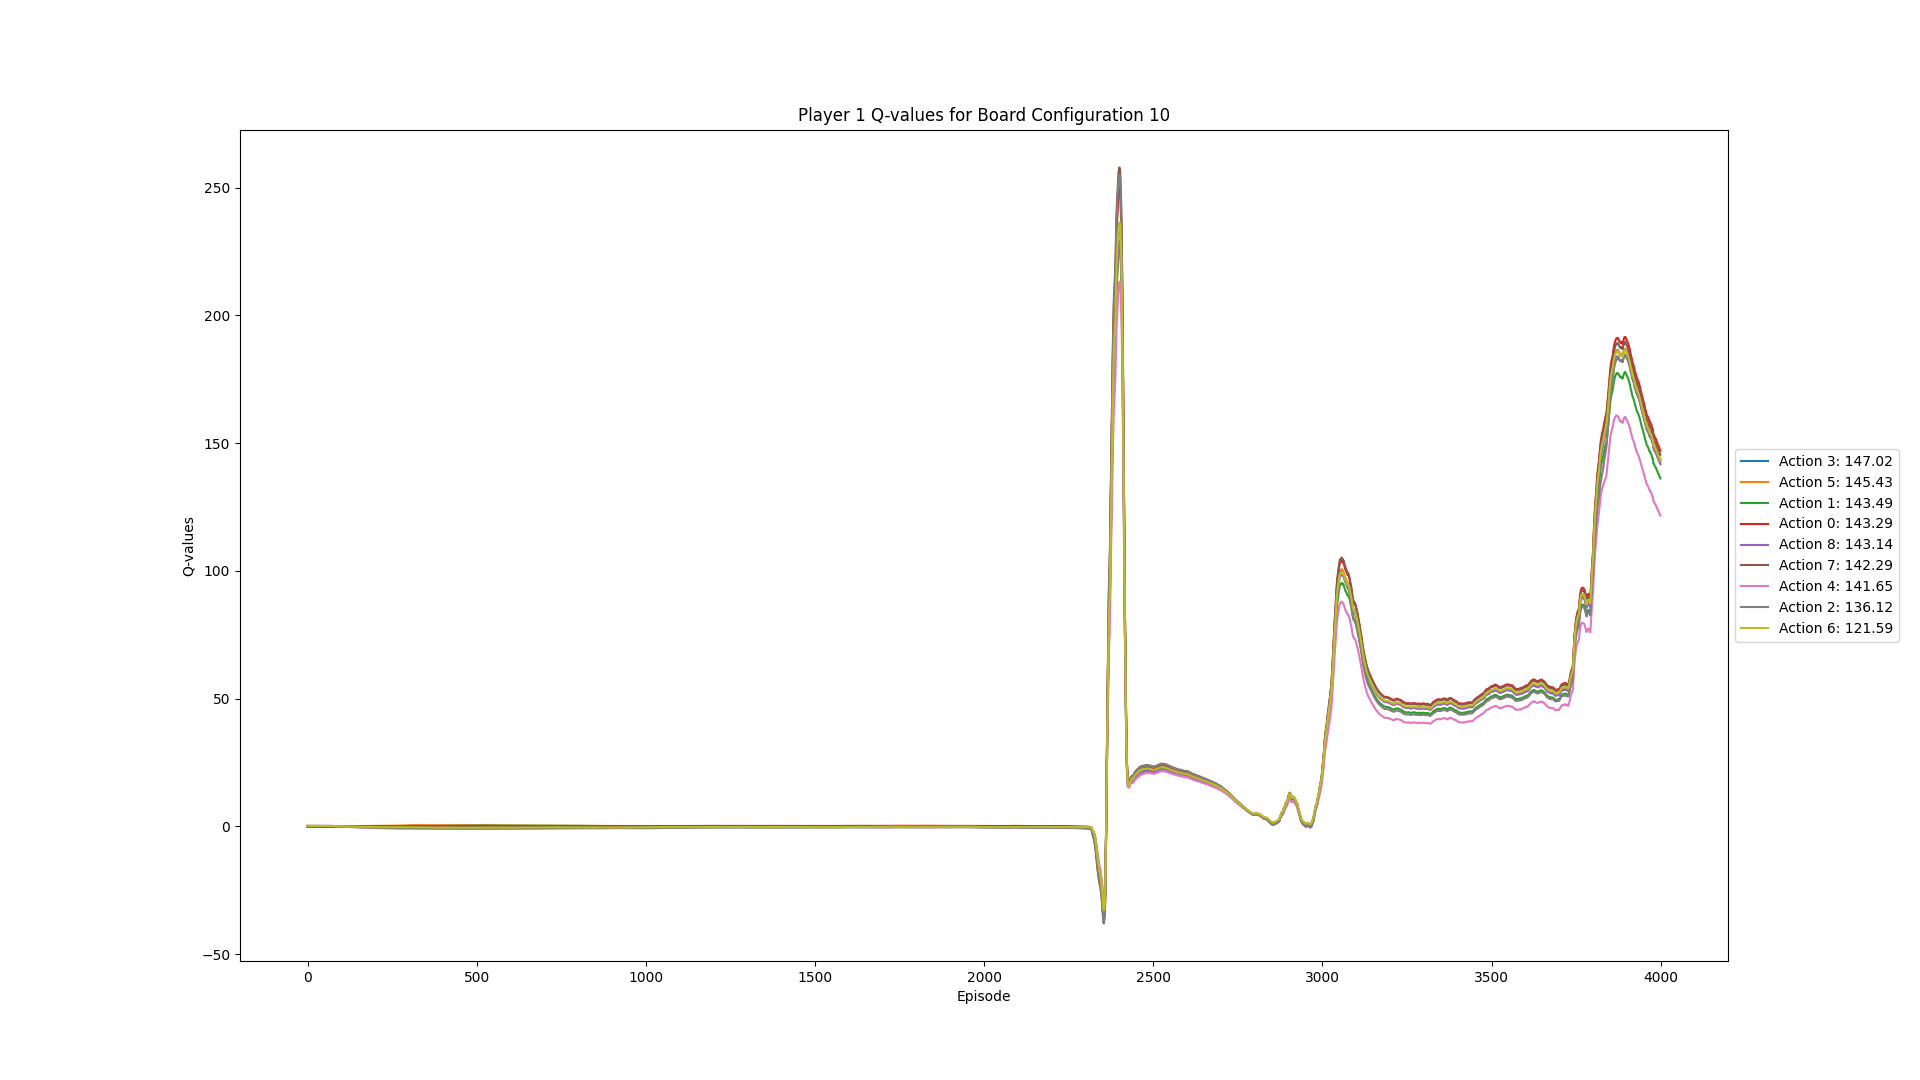 Player 1 Q-values for Board Configuration 10
Q-values
250
200
150
100
50
0
−50
0
500
1000
1500
2000
2500
3000
3500
4000
Episode
Action 3: 147.02
Action 5: 145.43
Action 1: 143.49
Action 0: 143.29
Action 8: 143.14
Action 7: 142.29
Action 4: 141.65
Action 2: 136.12
Action 6: 121.59